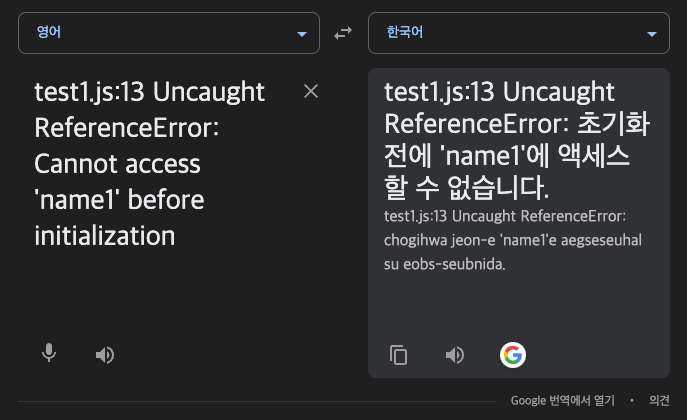 영어
한국어
test1.js:13 Uncaught
ReferenceError:
Cannot access
'name1' before
initialization
test1.js:13 Uncaught
ReferenceError: 초기화
전에 'name1'에 액세스
할 수 없습니다.
test1.js:13 Uncaught ReferenceError:
chogihwa jeon-e 'name1'e aegseseuhal
su eobs-seubnida.
Google 번역에서 열기 • 의견